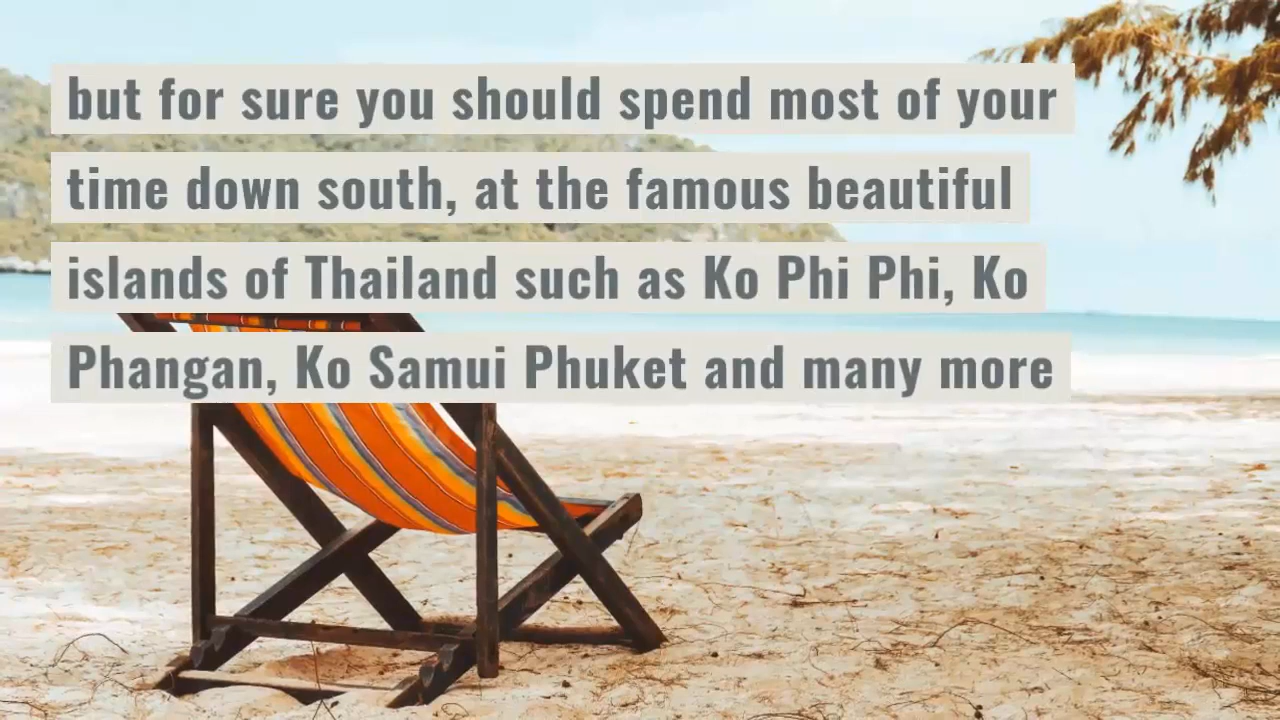 but for sure you should spend most of your
time down south, at the famous beautiful
islands of Thailand such as Ko Phi Phi, Ko
Phangan, Ko Samui Phuket and many more